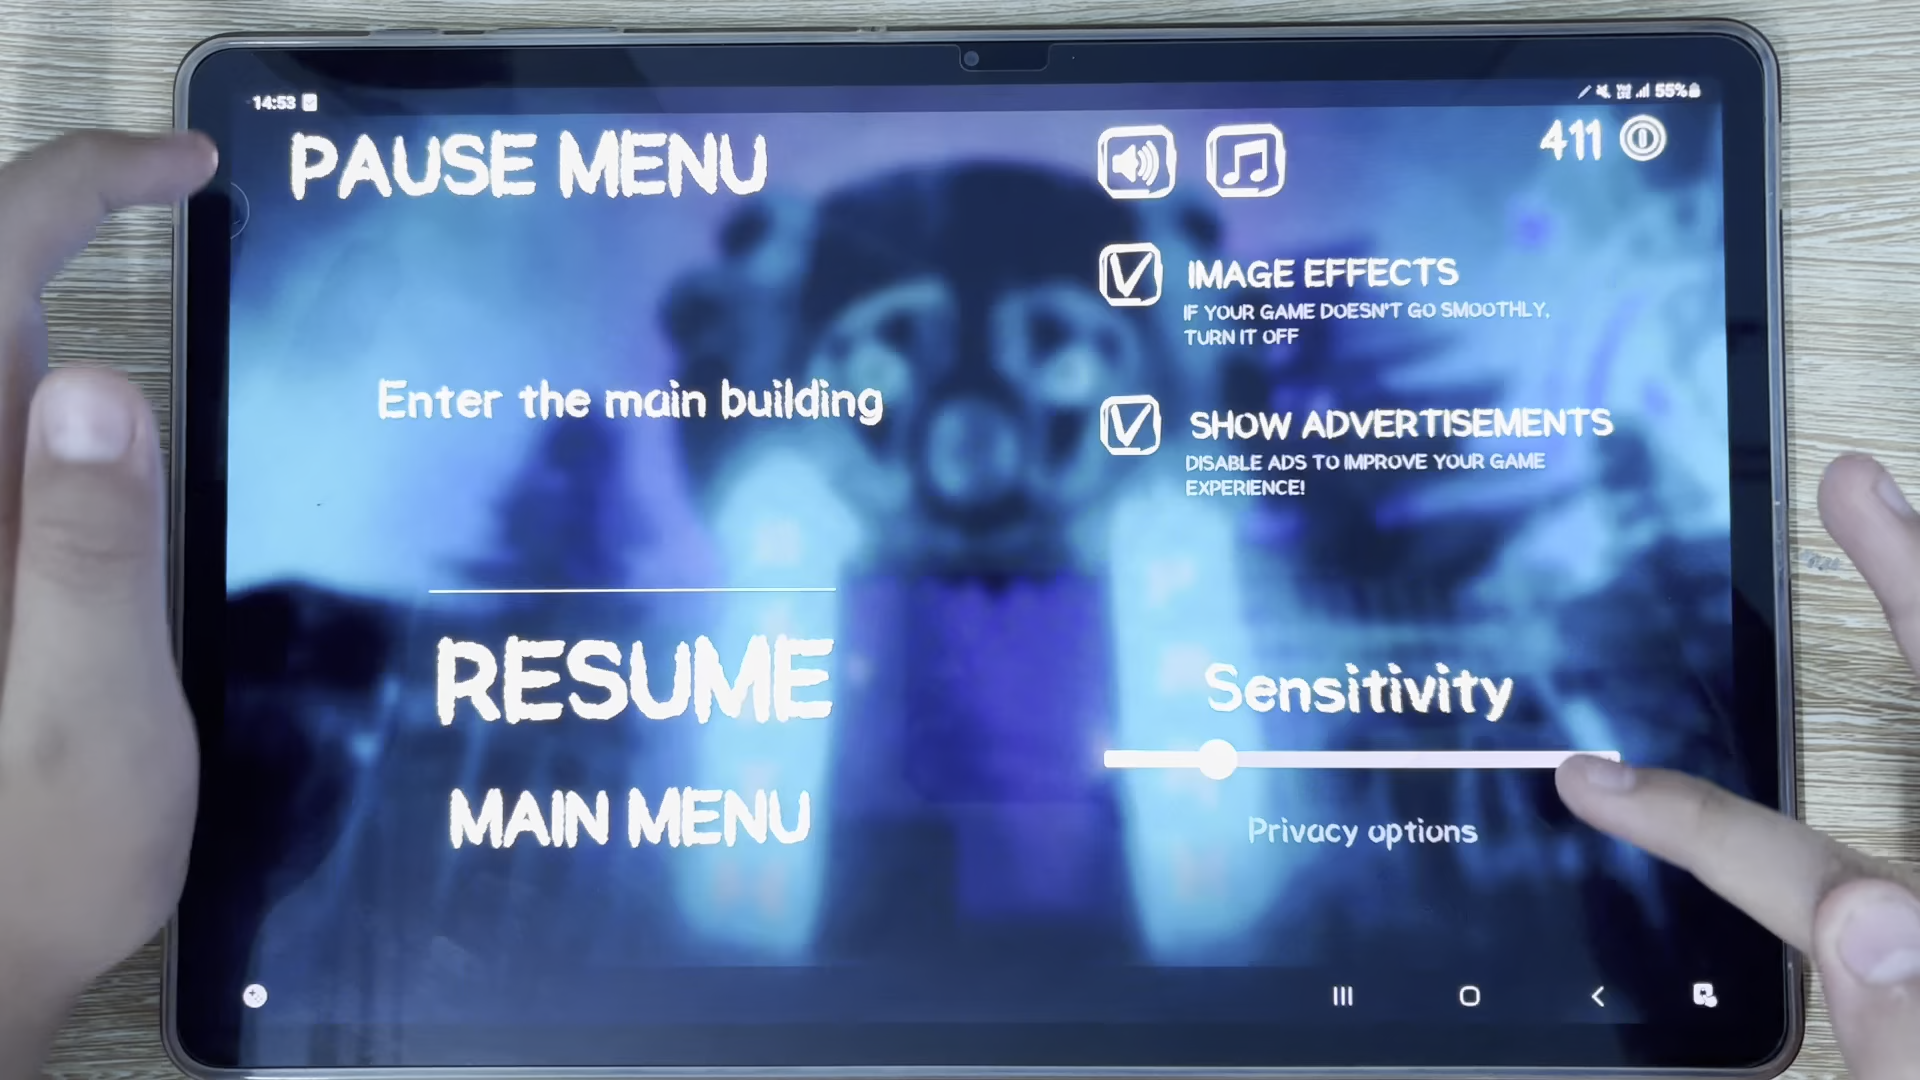 14:53
55%
PAUSE MENU
411
IMAGE EFFECTS
IF YOUR GAME DOESN'T GO SMOOTHLY,
TURN IT OFF
Enter the main building
SHOW ADVERTISEMENTS
DISABLE ADS TO IMPROVE YOUR GAME
EXPERIENCE!
RESUME
Sensitivity
MAIN MENU
Privacy options